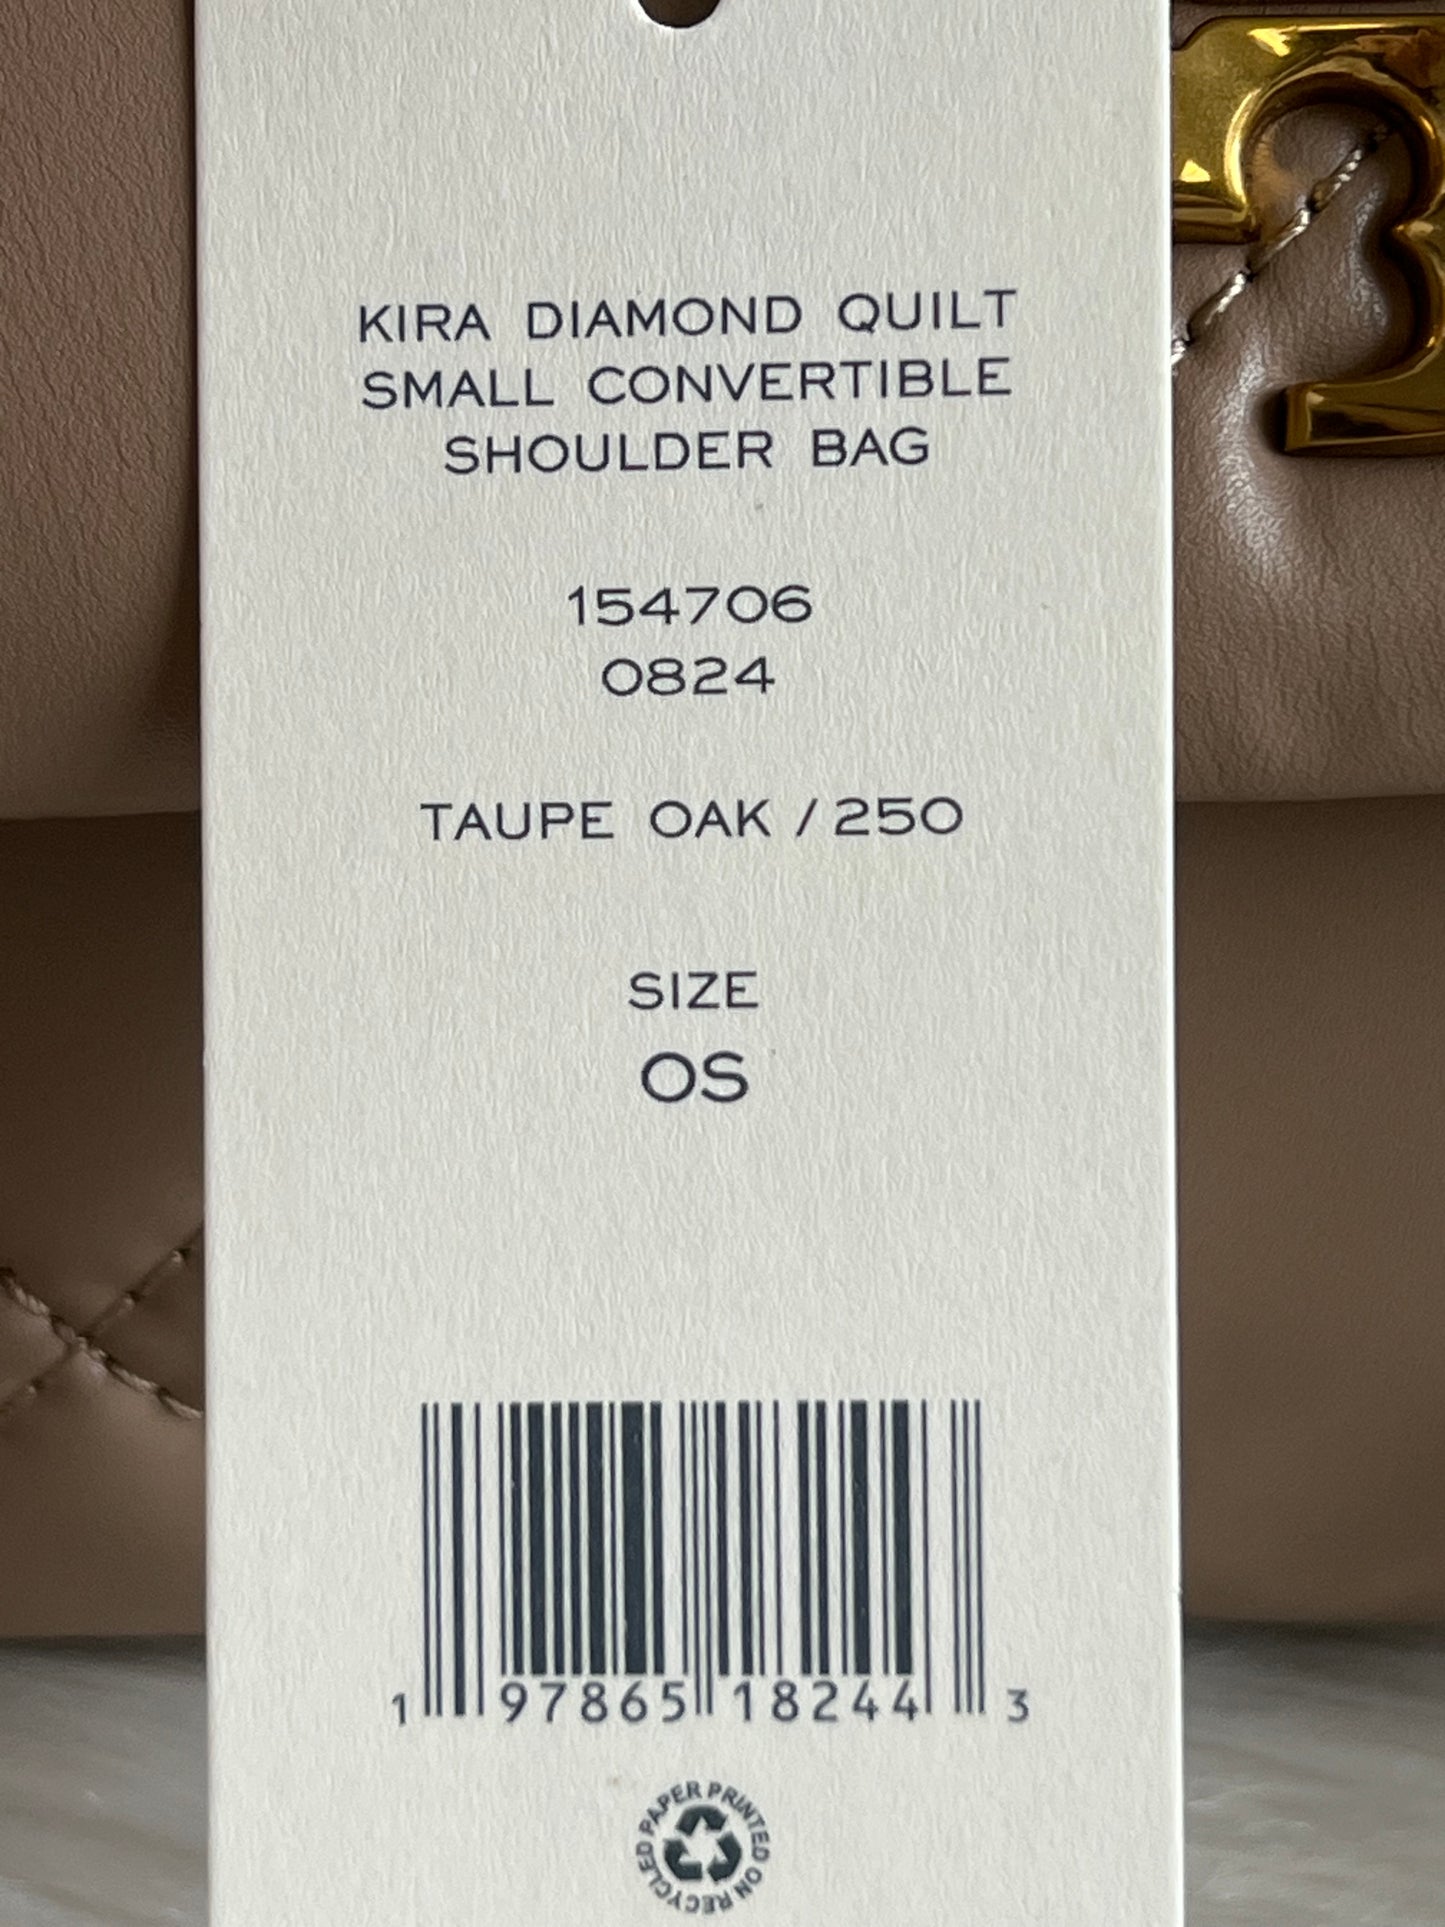 KIRA DIAMOND QUILT
SMALL CONVERTIBLE
SHOULDER BAG
154706
0824
TAUPE OAK / 250
SIZE
OS
1 97865 18244 3
RECYCLED PAPER PRINTED ON